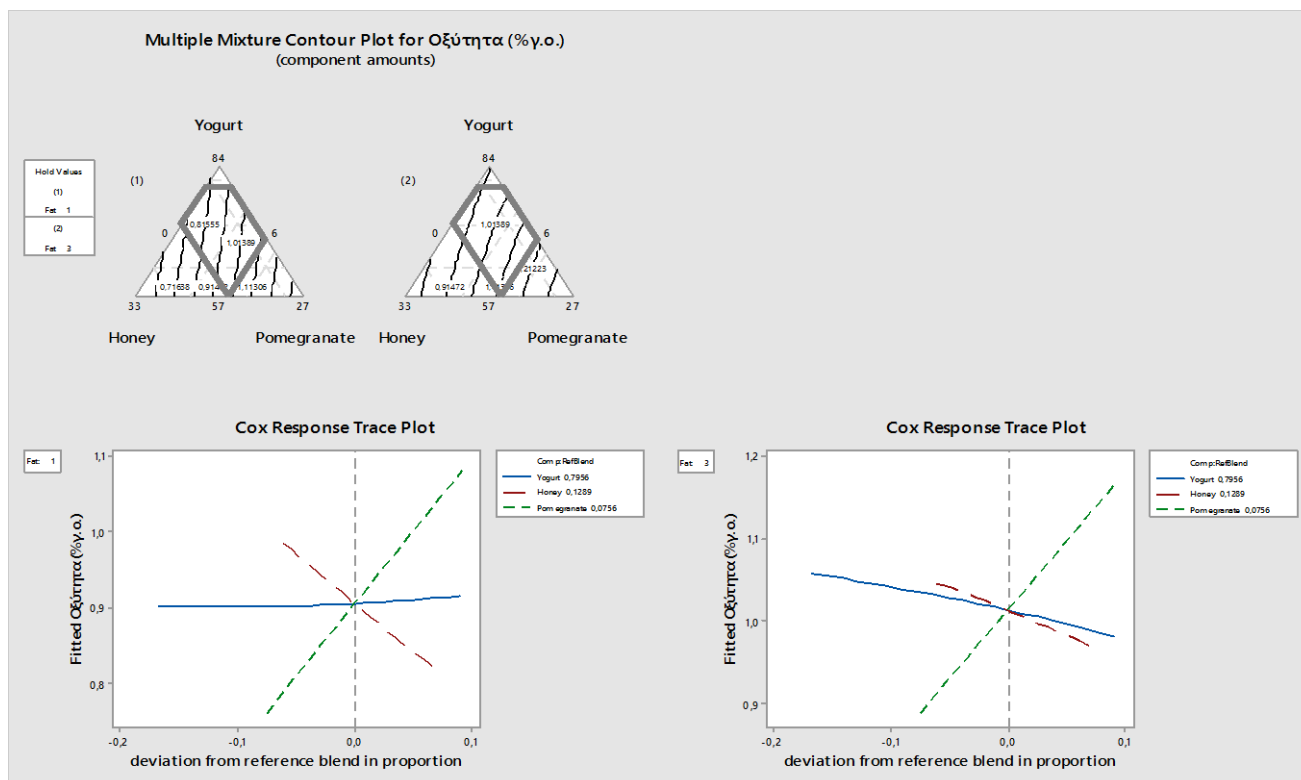 Multiple Mixture Contour Plot for Οξύτητα (%γ.ο.)
(component amounts)
Hold Values
(1)
Fat 1
(2)
Fat 3
(1)
Yogurt
84
0
6
0,81555
1,01389
0,71638
1,11306
33
57
27
Honey
Pomegranate
(2)
Yogurt
84
0
6
1,01389
0,91472
33
57
27
Honey
Pomegranate
Cox Response Trace Plot
Fat: 1
Fitted Οξύτητα (%γ.ο.)
1,1
1,0
0,9
0,8
-0,2
-0,1
0,0
0,1
deviation from reference blend in proportion
Comp:RefBlend
Yogurt 0,7956
Honey 0,1289
Pomegranate 0,0756
Cox Response Trace Plot
Fat: 3
Fitted Οξύτητα (%γ.ο.)
1,2
1,1
1,0
0,9
-0,2
-0,1
0,0
0,1
deviation from reference blend in proportion
Comp:RefBlend
Yogurt 0,7956
Honey 0,1289
Pomegranate 0,0756